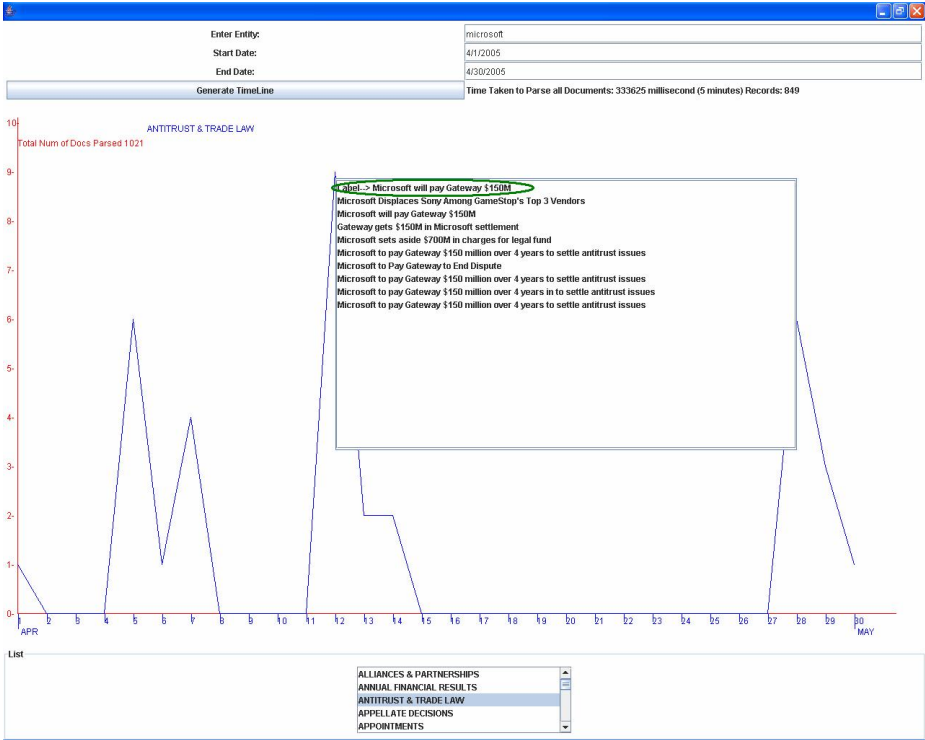 Enter Entity: microsoft
Start Date: 4/1/2005
End Date: 4/30/2005
Generate TimeLine Time Taken to Parse all Documents: 333625 millisecond (5 minutes) Records: 849
10-
ANTITRUST & TRADE LAW
Total Num of Docs Parsed 1021
9-
Label--> Microsoft will pay Gateway $150M
Microsoft Displaces Sony Among GameStop's Top 3 Vendors
Microsoft will pay Gateway $150M
8-
Gateway gets $150M in Microsoft settlement
Microsoft sets aside $700M in charges for legal fund
Microsoft to pay Gateway $150 million over 4 years to settle antitrust issues
Microsoft to Pay Gateway to End Dispute
7-
Microsoft to pay Gateway $150 million over 4 years to settle antitrust issues
Microsoft to pay Gateway $150 million over 4 years in to settle antitrust issues
Microsoft to pay Gateway $150 million over 4 years to settle antitrust issues
6-
5-
4-
3-
2-
1-
0-
1 2 3 4 5 6 7 8 9 10 11 12 13 14 15 16 17 18 19 20 21 22 23 24 25 26 27 28 29 30
APR MAY
List
ALLIANCES & PARTNERSHIPS
ANNUAL FINANCIAL RESULTS
ANTITRUST & TRADE LAW
APPELLATE DECISIONS
APPOINTMENTS